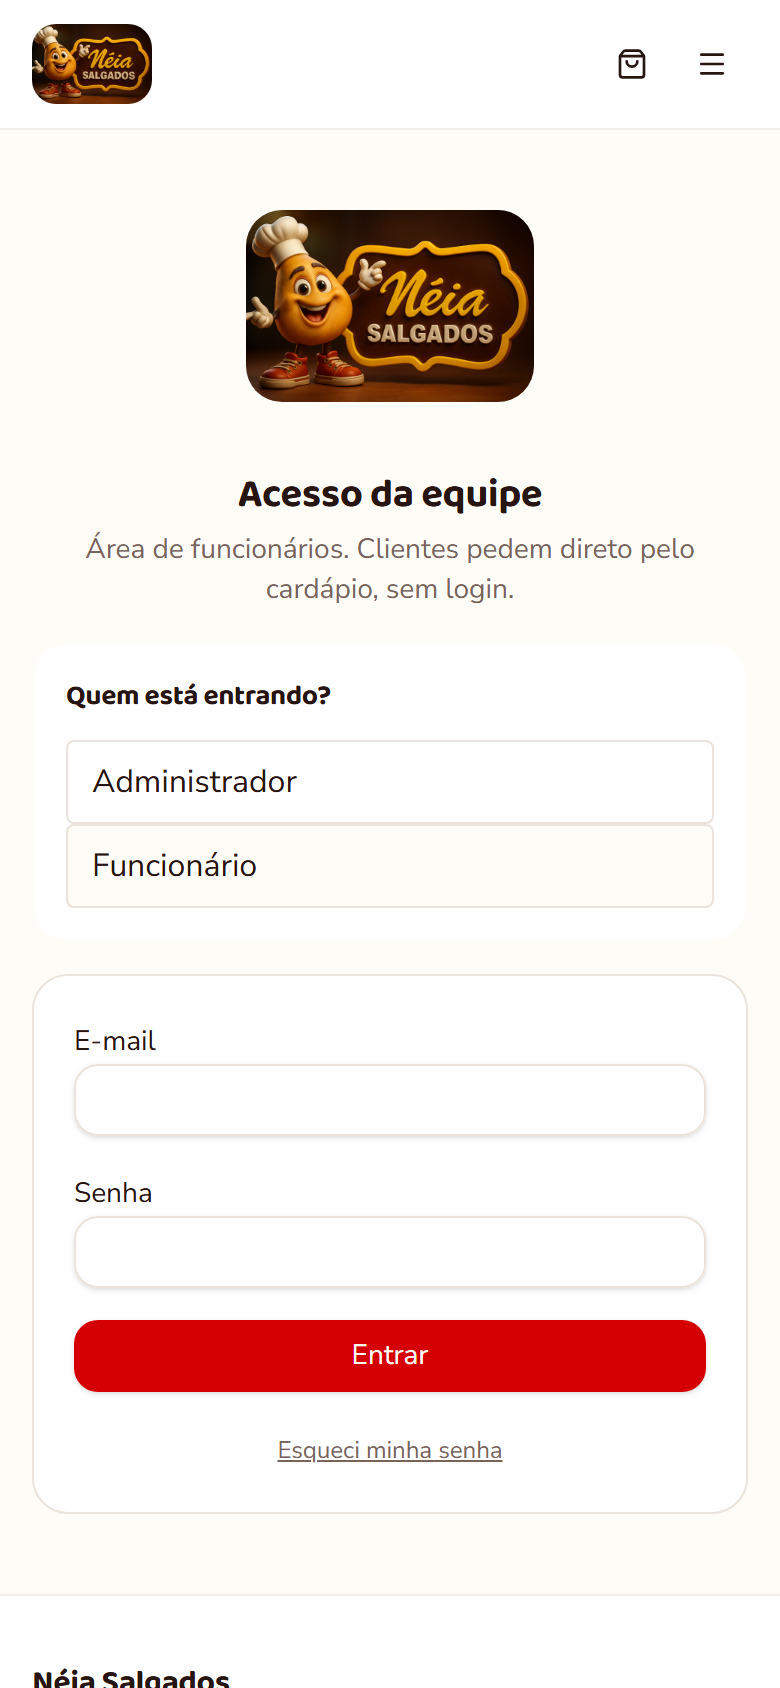 Néia
SALGADOS
Néia
SALGADOS
Acesso da equipe
Área de funcionários. Clientes pedem direto pelo
cardápio, sem login.
Quem está entrando?
Administrador
Funcionário
E-mail
Senha
Entrar
Esqueci minha senha
Néia Salgados